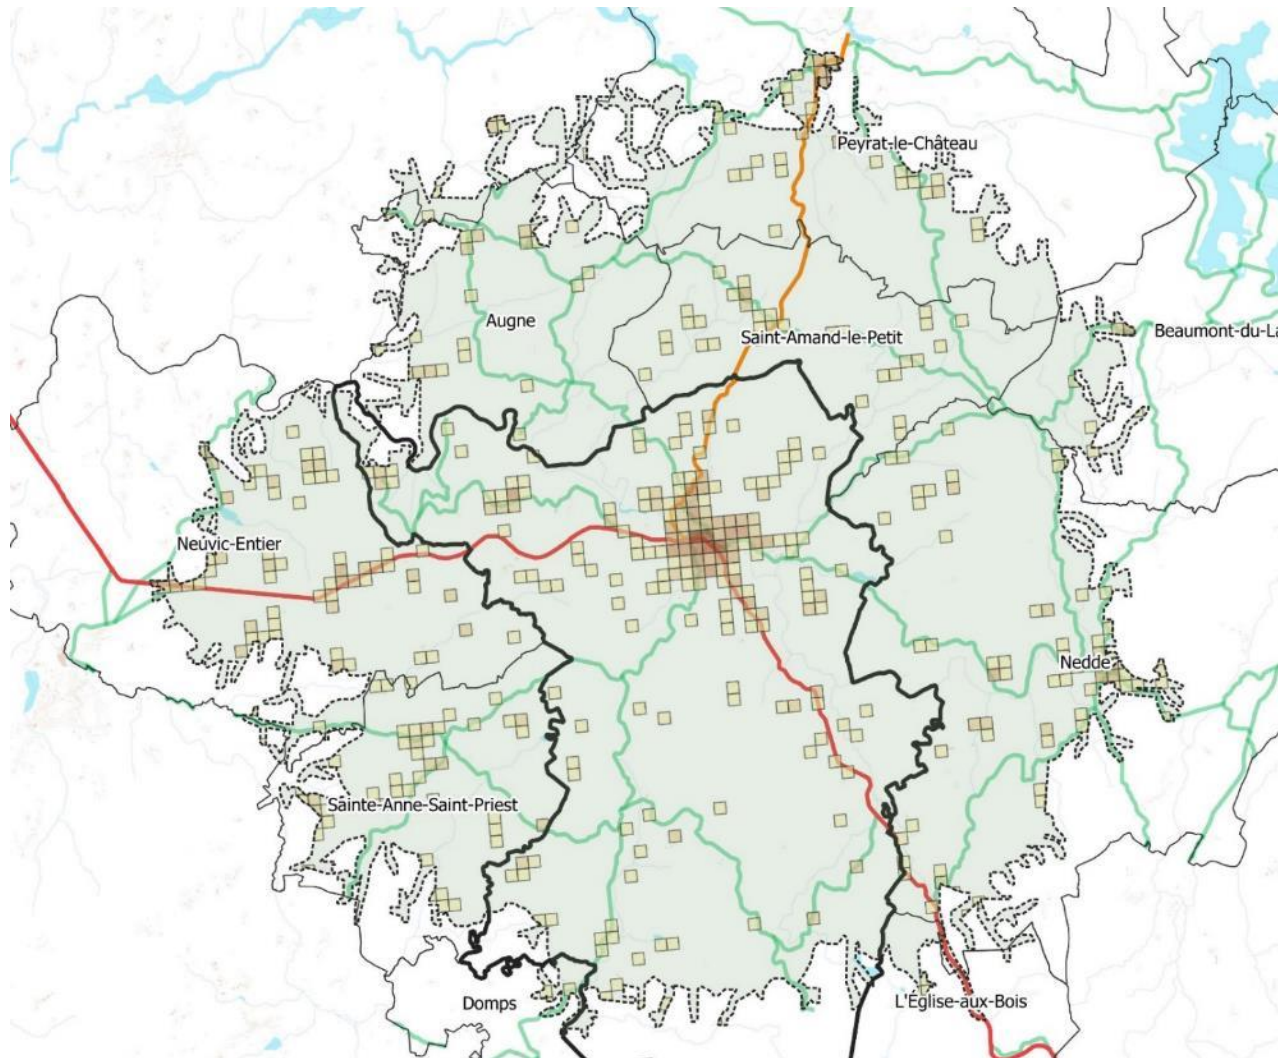 Peyrat-le-Château
Augne
Saint-Amand-le-Petit
Beaumont-du-La
Neuvic-Entier
Nedde
Sainte-Anne-Saint-Priest
Domps
L'Église-aux-Bois